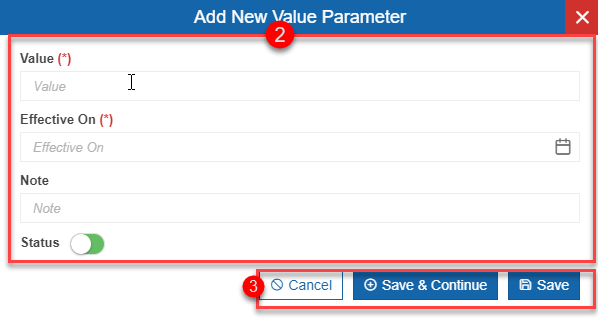 Add New Value Parameter
2
Value (*)
Value
Effective On (*)
Effective On
Note
Note
Status
3 Cancel Save & Continue Save